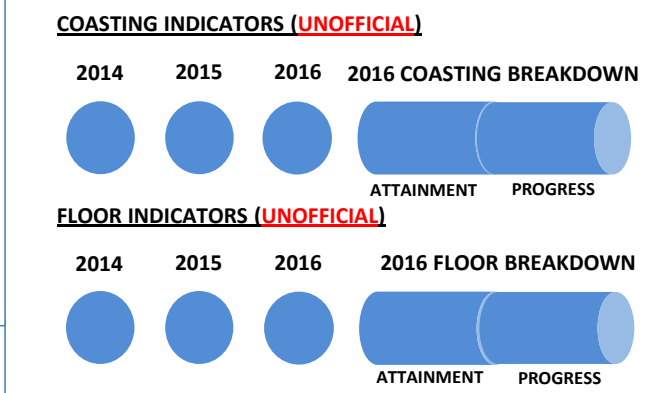 COASTING INDICATORS (UNOFFICIAL)
2014 2015 2016 2016 COASTING BREAKDOWN
ATTAINMENT PROGRESS
FLOOR INDICATORS (UNOFFICIAL)
2014 2015 2016 2016 FLOOR BREAKDOWN
ATTAINMENT PROGRESS